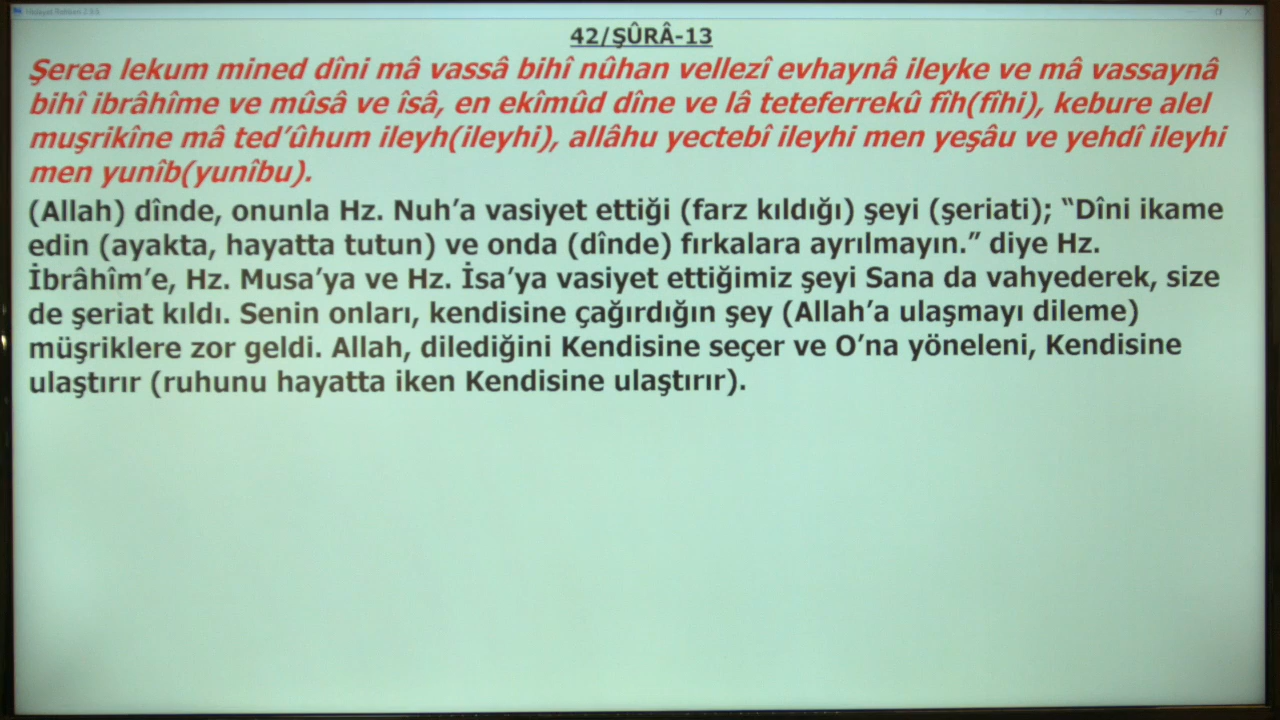 Hidayet Rehberi 2.9.6
42/ŞÛRÂ-13
Şerea lekum mined dîni mâ vassâ bihî nûhan vellezî evhaynâ ileyke ve mâ vassaynâ
bihî ibrâhîme ve mûsâ ve îsâ, en ekîmûd dîne ve lâ teteferrekû fîh(fîhi), kebure alel
muşrikîne mâ ted’ûhum ileyh(ileyhi), allâhu yectebî ileyhi men yeşâu ve yehdî ileyhi
men yunîb(yunîbu).
(Allah) dînde, onunla Hz. Nuh’a vasiyet ettiği (farz kıldığı) şeyi (şeriati); “Dîni ikame
edin (ayakta, hayatta tutun) ve onda (dînde) fırkalara ayrılmayın.” diye Hz.
İbrâhîm’e, Hz. Musa’ya ve Hz. İsa’ya vasiyet ettiğimiz şeyi Sana da vahyederek, size
de şeriat kıldı. Senin onları, kendisine çağırdığın şey (Allah’a ulaşmayı dileme)
müşriklere zor geldi. Allah, dilediğini Kendisine seçer ve O’na yöneleni, Kendisine
ulaştırır (ruhunu hayatta iken Kendisine ulaştırır).